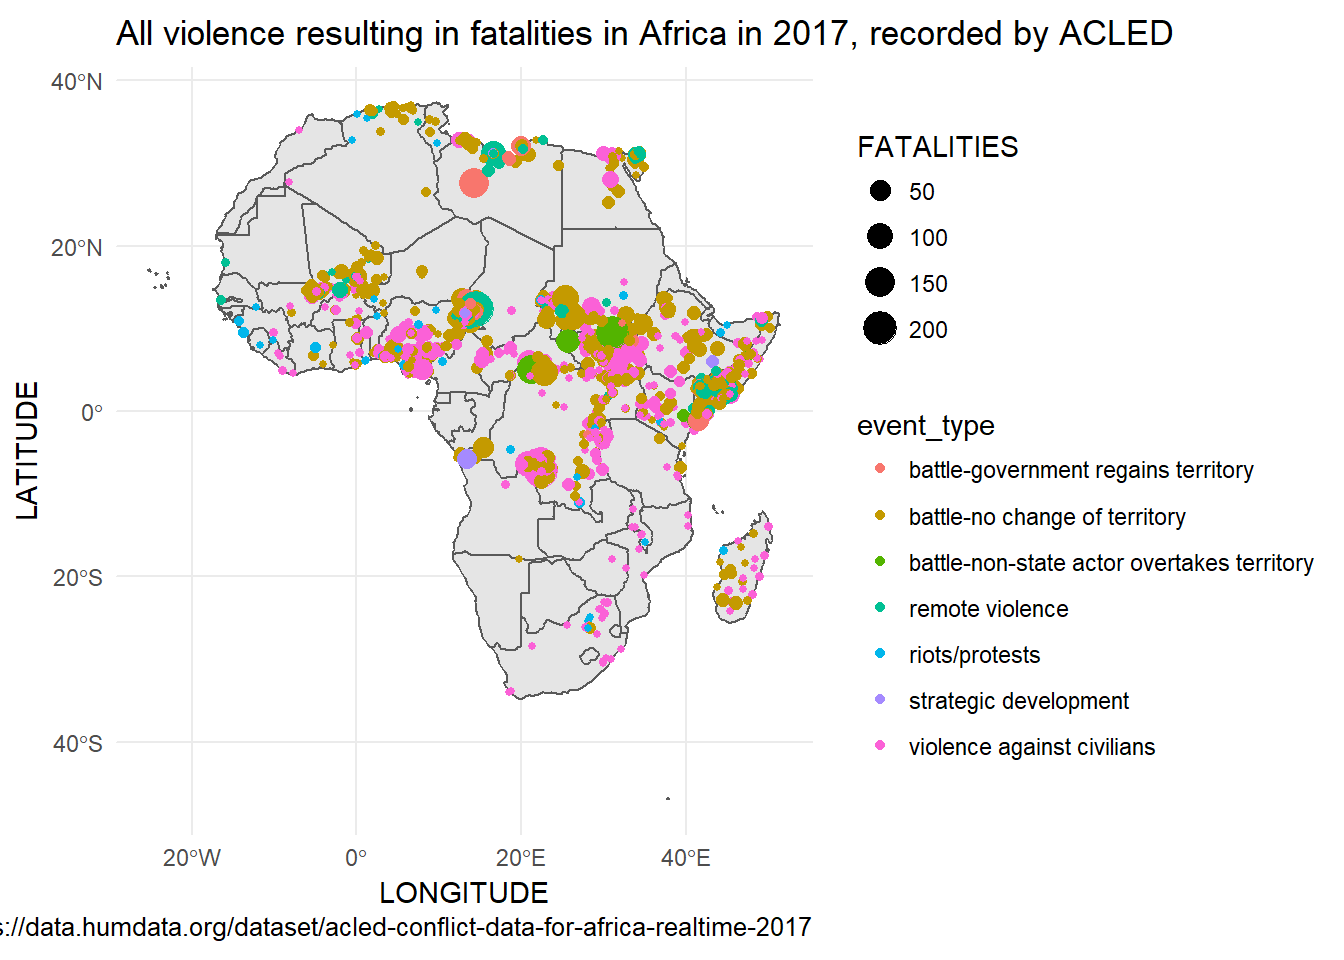 All violence resulting in fatalities in Africa in 2017, recorded by ACLED
40°N
20°N
0°
20°S
40°S
LATITUDE
20°W
0°
20°E
40°E
LONGITUDE
s://data.humdata.org/dataset/acled-conflict-data-for-africa-realtime-2017
FATALITIES
50
100
150
200
event_type
battle-government regains territory
battle-no change of territory
battle-non-state actor overtakes territory
remote violence
riots/protests
strategic development
violence against civilians